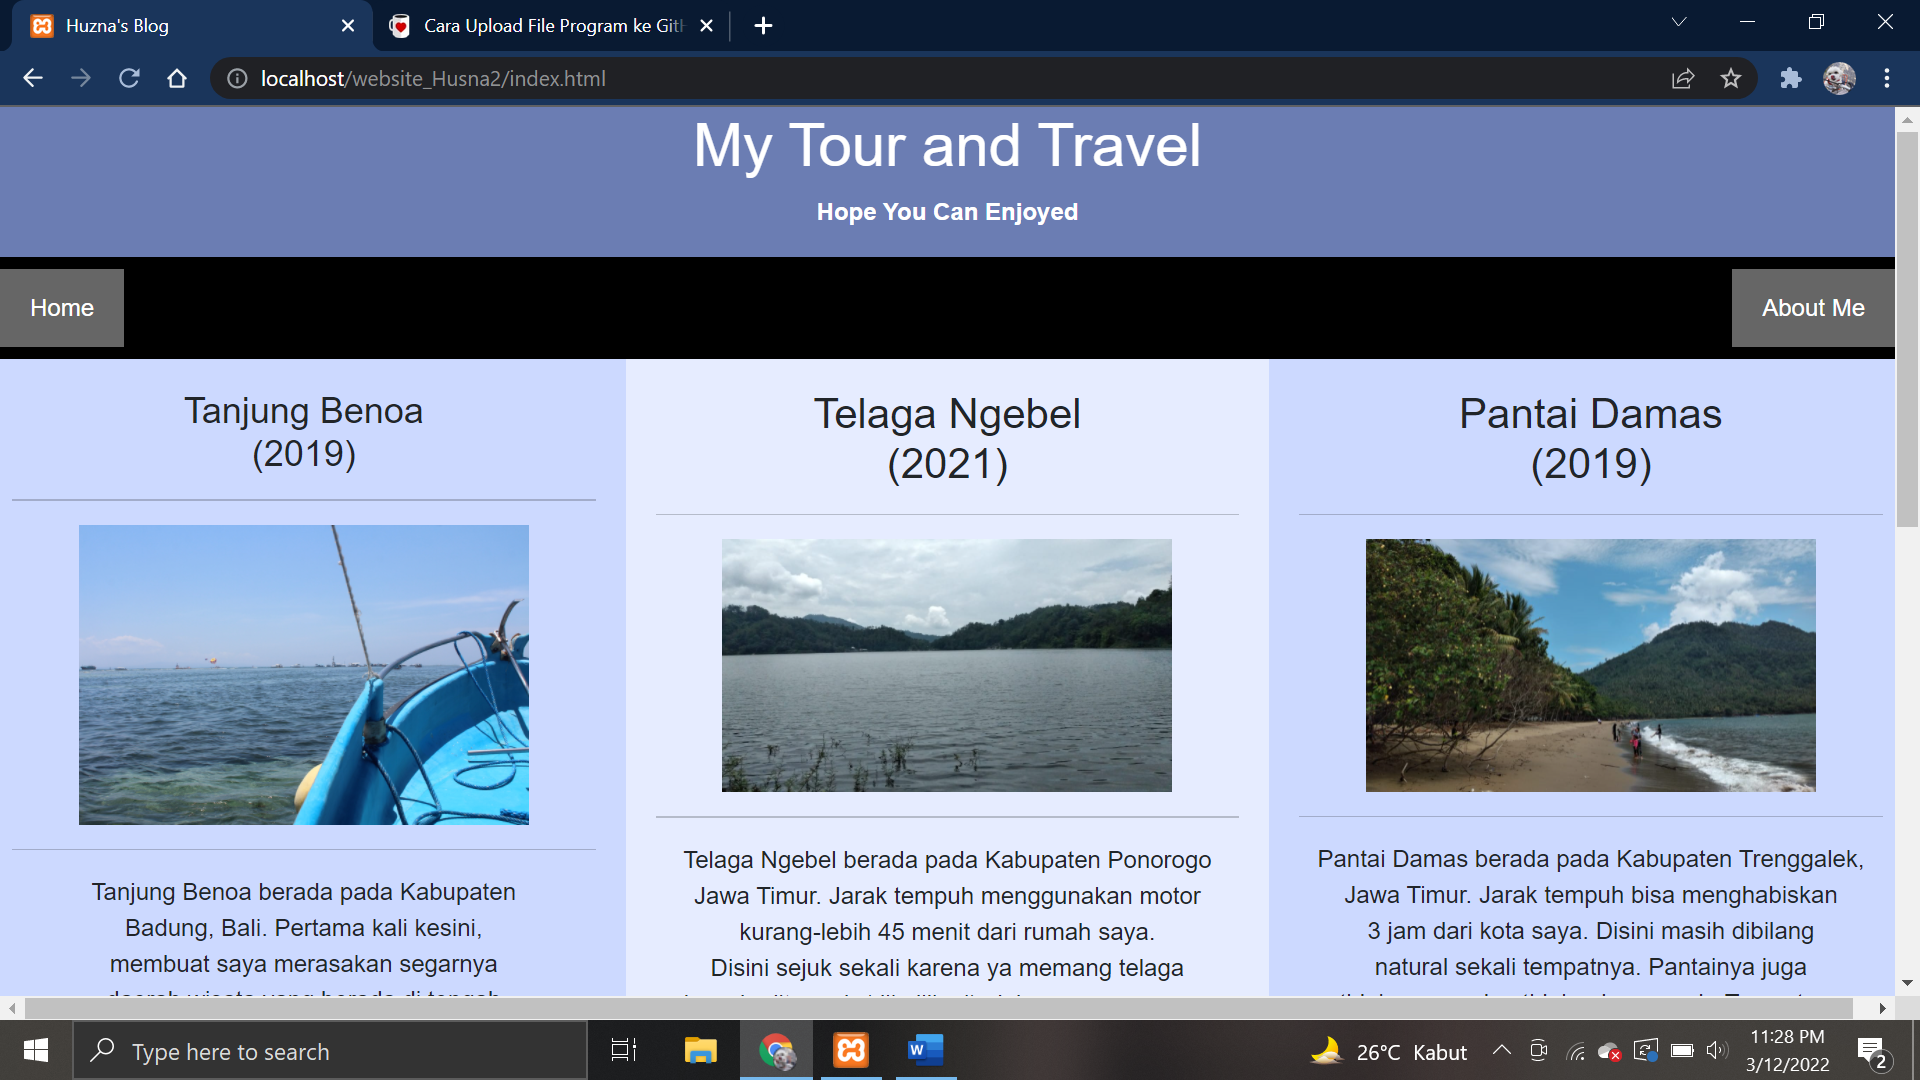 Huzna's Blog
Cara Upload File Program ke Git
localhost/website_Husna2/index.html
My Tour and Travel
Hope You Can Enjoyed
Home
About Me
Tanjung Benoa
(2019)
Tanjung Benoa berada pada Kabupaten
Badung, Bali. Pertama kali kesini,
membuat saya merasakan segarnya
Telaga Ngebel
(2021)
Telaga Ngebel berada pada Kabupaten Ponorogo
Jawa Timur. Jarak tempuh menggunakan motor
kurang-lebih 45 menit dari rumah saya.
Disini sejuk sekali karena ya memang telaga
Pantai Damas
(2019)
Pantai Damas berada pada Kabupaten Trenggalek,
Jawa Timur. Jarak tempuh bisa menghabiskan
3 jam dari kota saya. Disini masih dibilang
natural sekali tempatnya. Pantainya juga
Type here to search
W
26°C Kabut
11:28 PM
3/12/2022
2